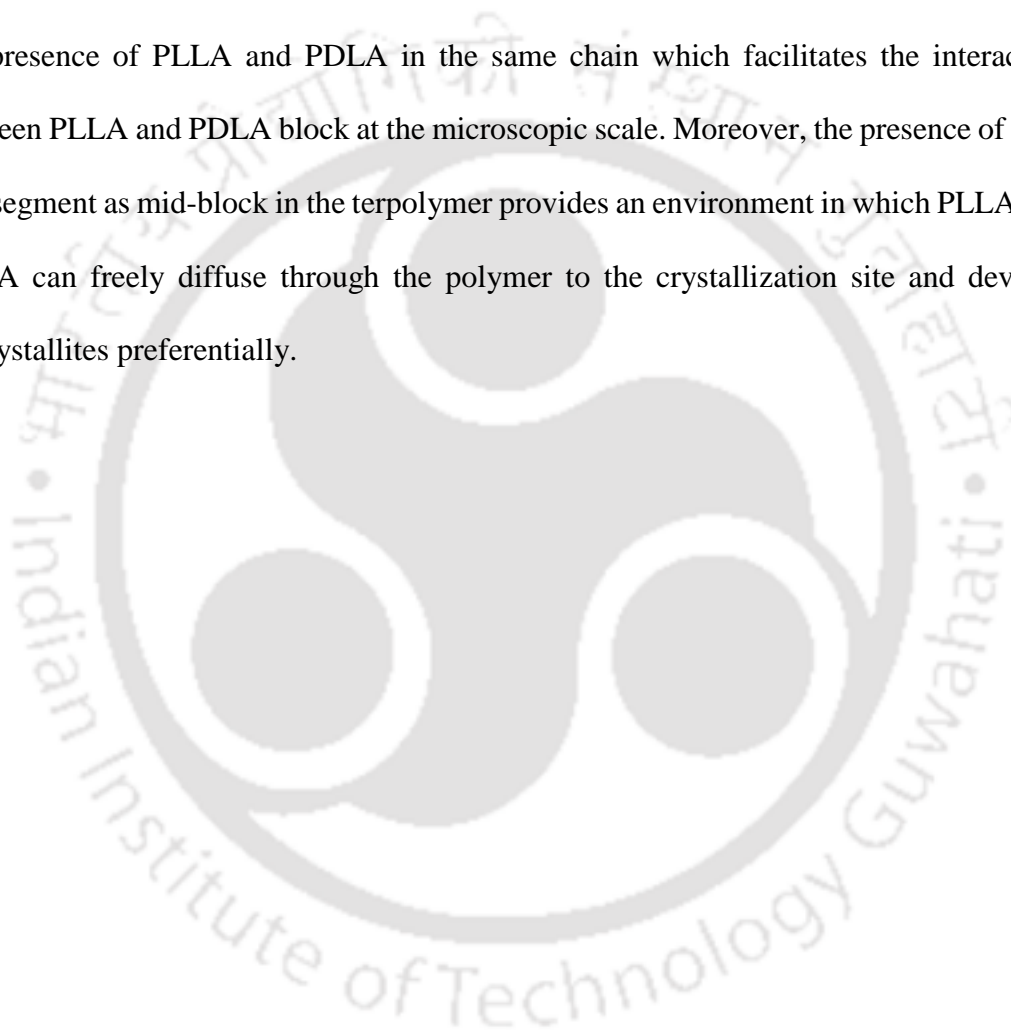 presence of PLLA and PDLA in the same chain which facilitates the interac
een PLLA and PDLA block at the microscopic scale. Moreover, the presence of
segment as mid-block in the terpolymer provides an environment in which PLLA
A can freely diffuse through the polymer to the crystallization site and dev
ystallites preferentially.
Indian Institute of Technology Guwahati